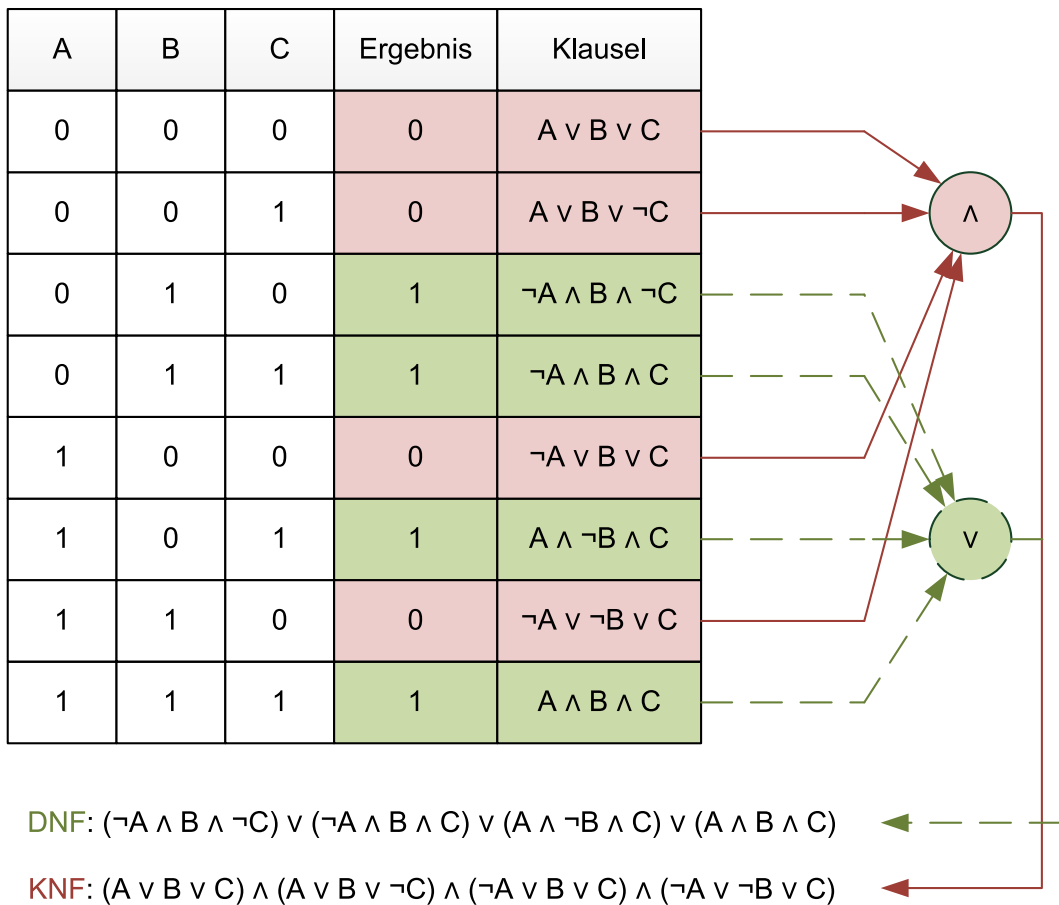 A B C Ergebnis Klausel
0 0 0 0 A ∨ B ∨ C
0 0 1 0 A ∨ B ∨ ¬C
∧
0 1 0 1 ¬A ∧ B ∧ ¬C
0 1 1 1 ¬A ∧ B ∧ C
1 0 0 0 ¬A ∨ B ∨ C
1 0 1 1 A ∧ ¬B ∧ C
∨
1 1 0 0 ¬A ∨ ¬B ∨ C
1 1 1 1 A ∧ B ∧ C
DNF: (¬A ∧ B ∧ ¬C) ∨ (¬A ∧ B ∧ C) ∨ (A ∧ ¬B ∧ C) ∨ (A ∧ B ∧ C)
KNF: (A ∨ B ∨ C) ∧ (A ∨ B ∨ ¬C) ∧ (¬A ∨ B ∨ C) ∧ (¬A ∨ ¬B ∨ C)